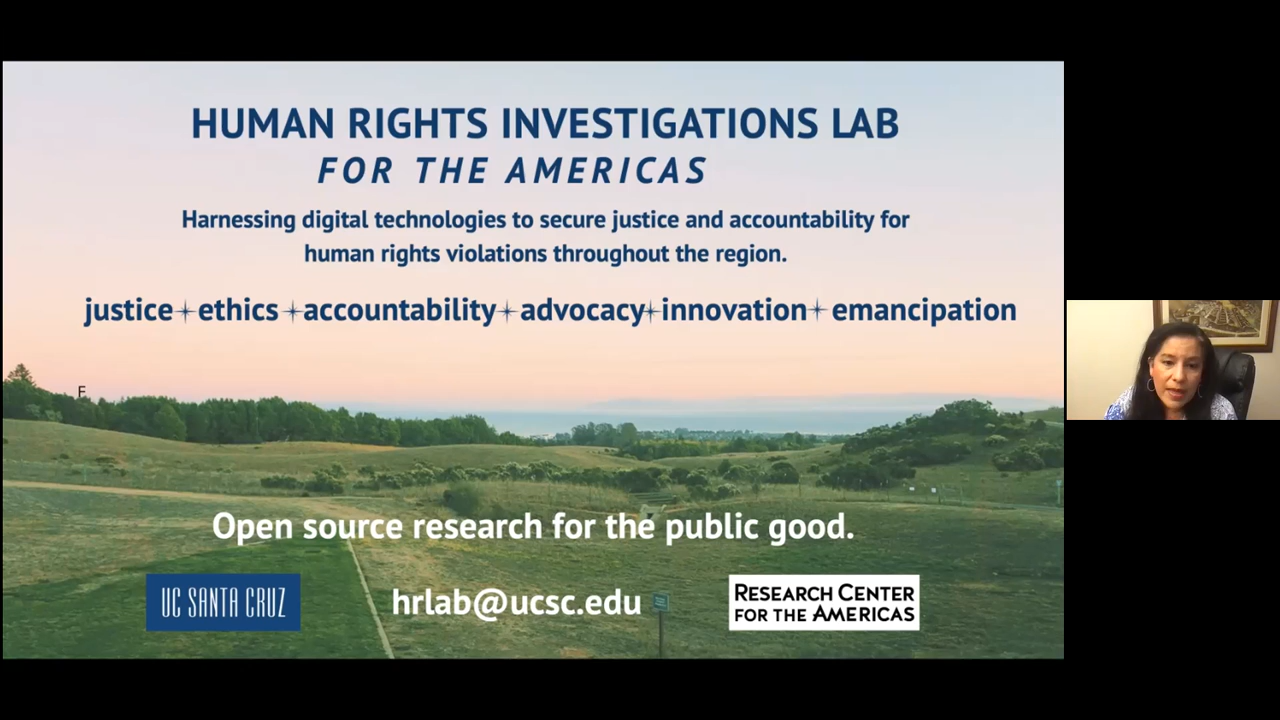 HUMAN RIGHTS INVESTIGATIONS LAB
FOR THE AMERICAS
Harnessing digital technologies to secure justice and accountability for
human rights violations throughout the region.
justice+ethics+accountability+advocacy+innovation+emancipation
F
Open source research for the public good.
UC SANTA CRUZ
hrlab@ucsc.edu
RESEARCH CENTER
FOR THE AMERICAS